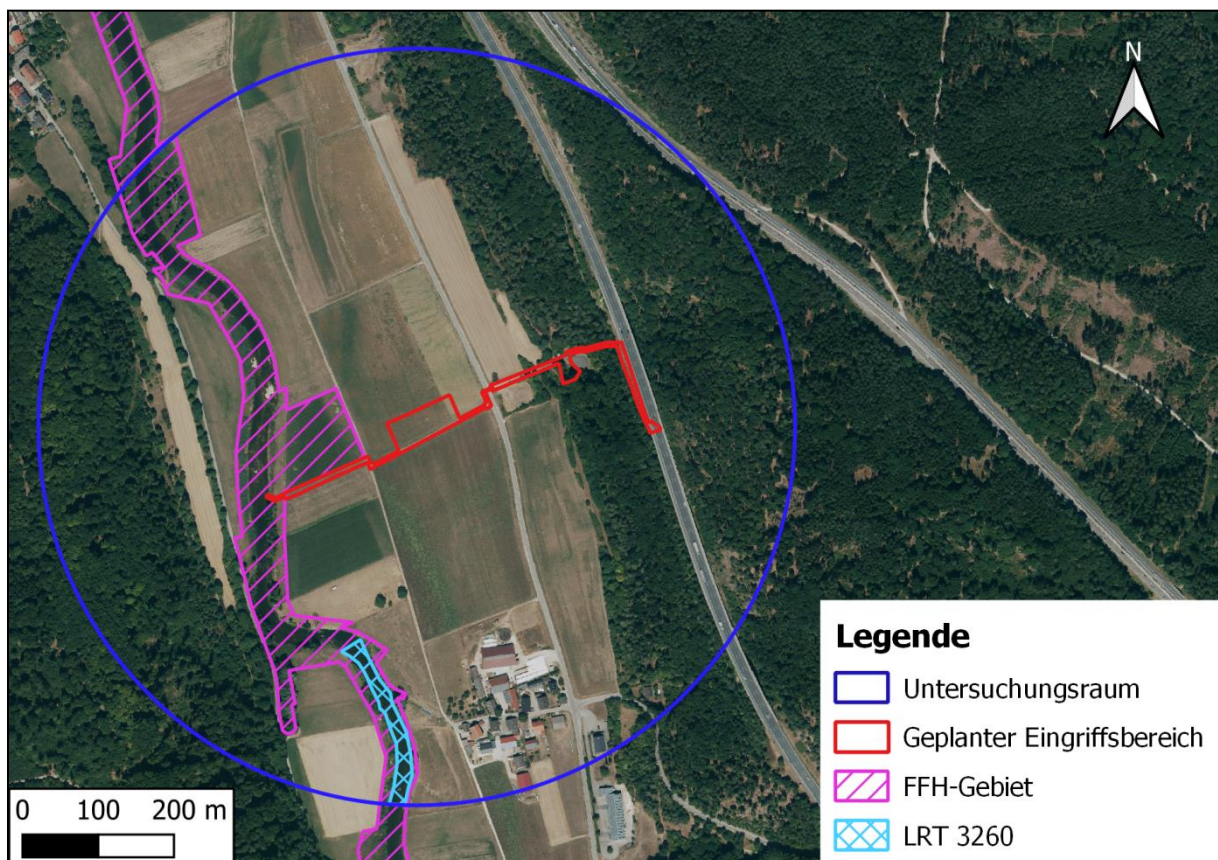 N
Legende
Untersuchungsraum
Geplanter Eingriffsbereich
FFH-Gebiet
LRT 3260
0 100 200 m